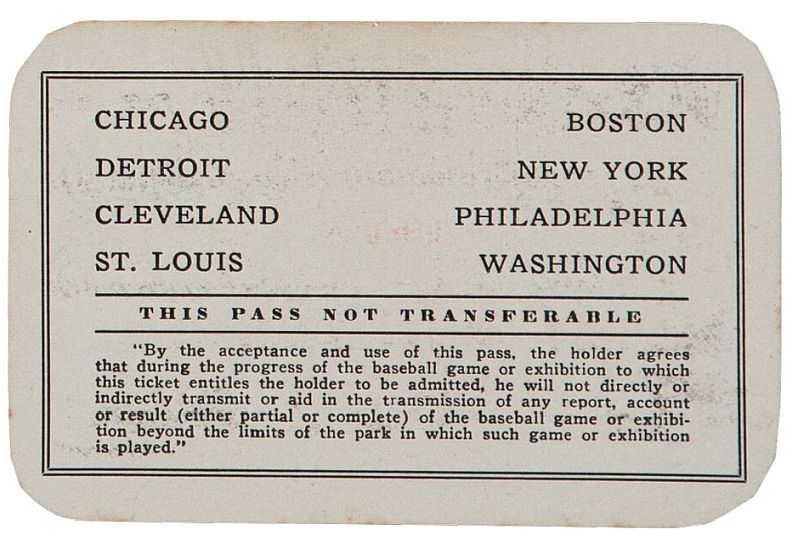 CHICAGO BOSTON
DETROIT NEW YORK
CLEVELAND PHILADELPHIA
ST. LOUIS WASHINGTON
THIS PASS NOT TRANSFERABLE
"By the acceptance and use of this pass, the holder agrees
that during the progress of the baseball game or exhibition to which
this ticket entitles the holder to be admitted, he will not directly or
indirectly transmit or aid in the transmission of any report, account
or result (either partial or complete) of the baseball game or exhibi-
tion beyond the limits of the park in which such game or exhibition
is played."